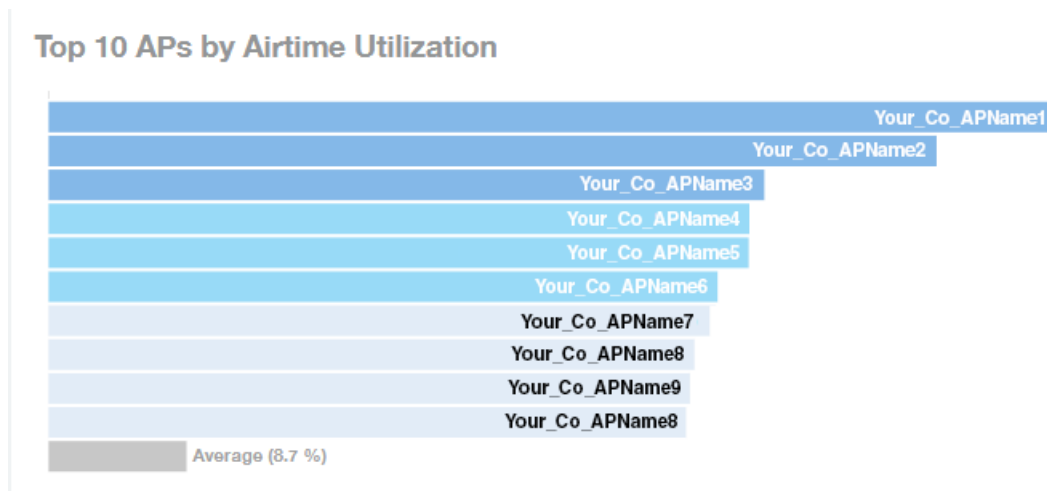 Top 10 APs by Airtime Utilization
Your_Co_APName1
Your_Co_APName2
Your_Co_APName3
Your_Co_APName4
Your_Co_APName5
Your_Co_APName6
Your_Co_APName7
Your_Co_APName8
Your_Co_APName9
Your_Co_APName8
Average (8.7 %)